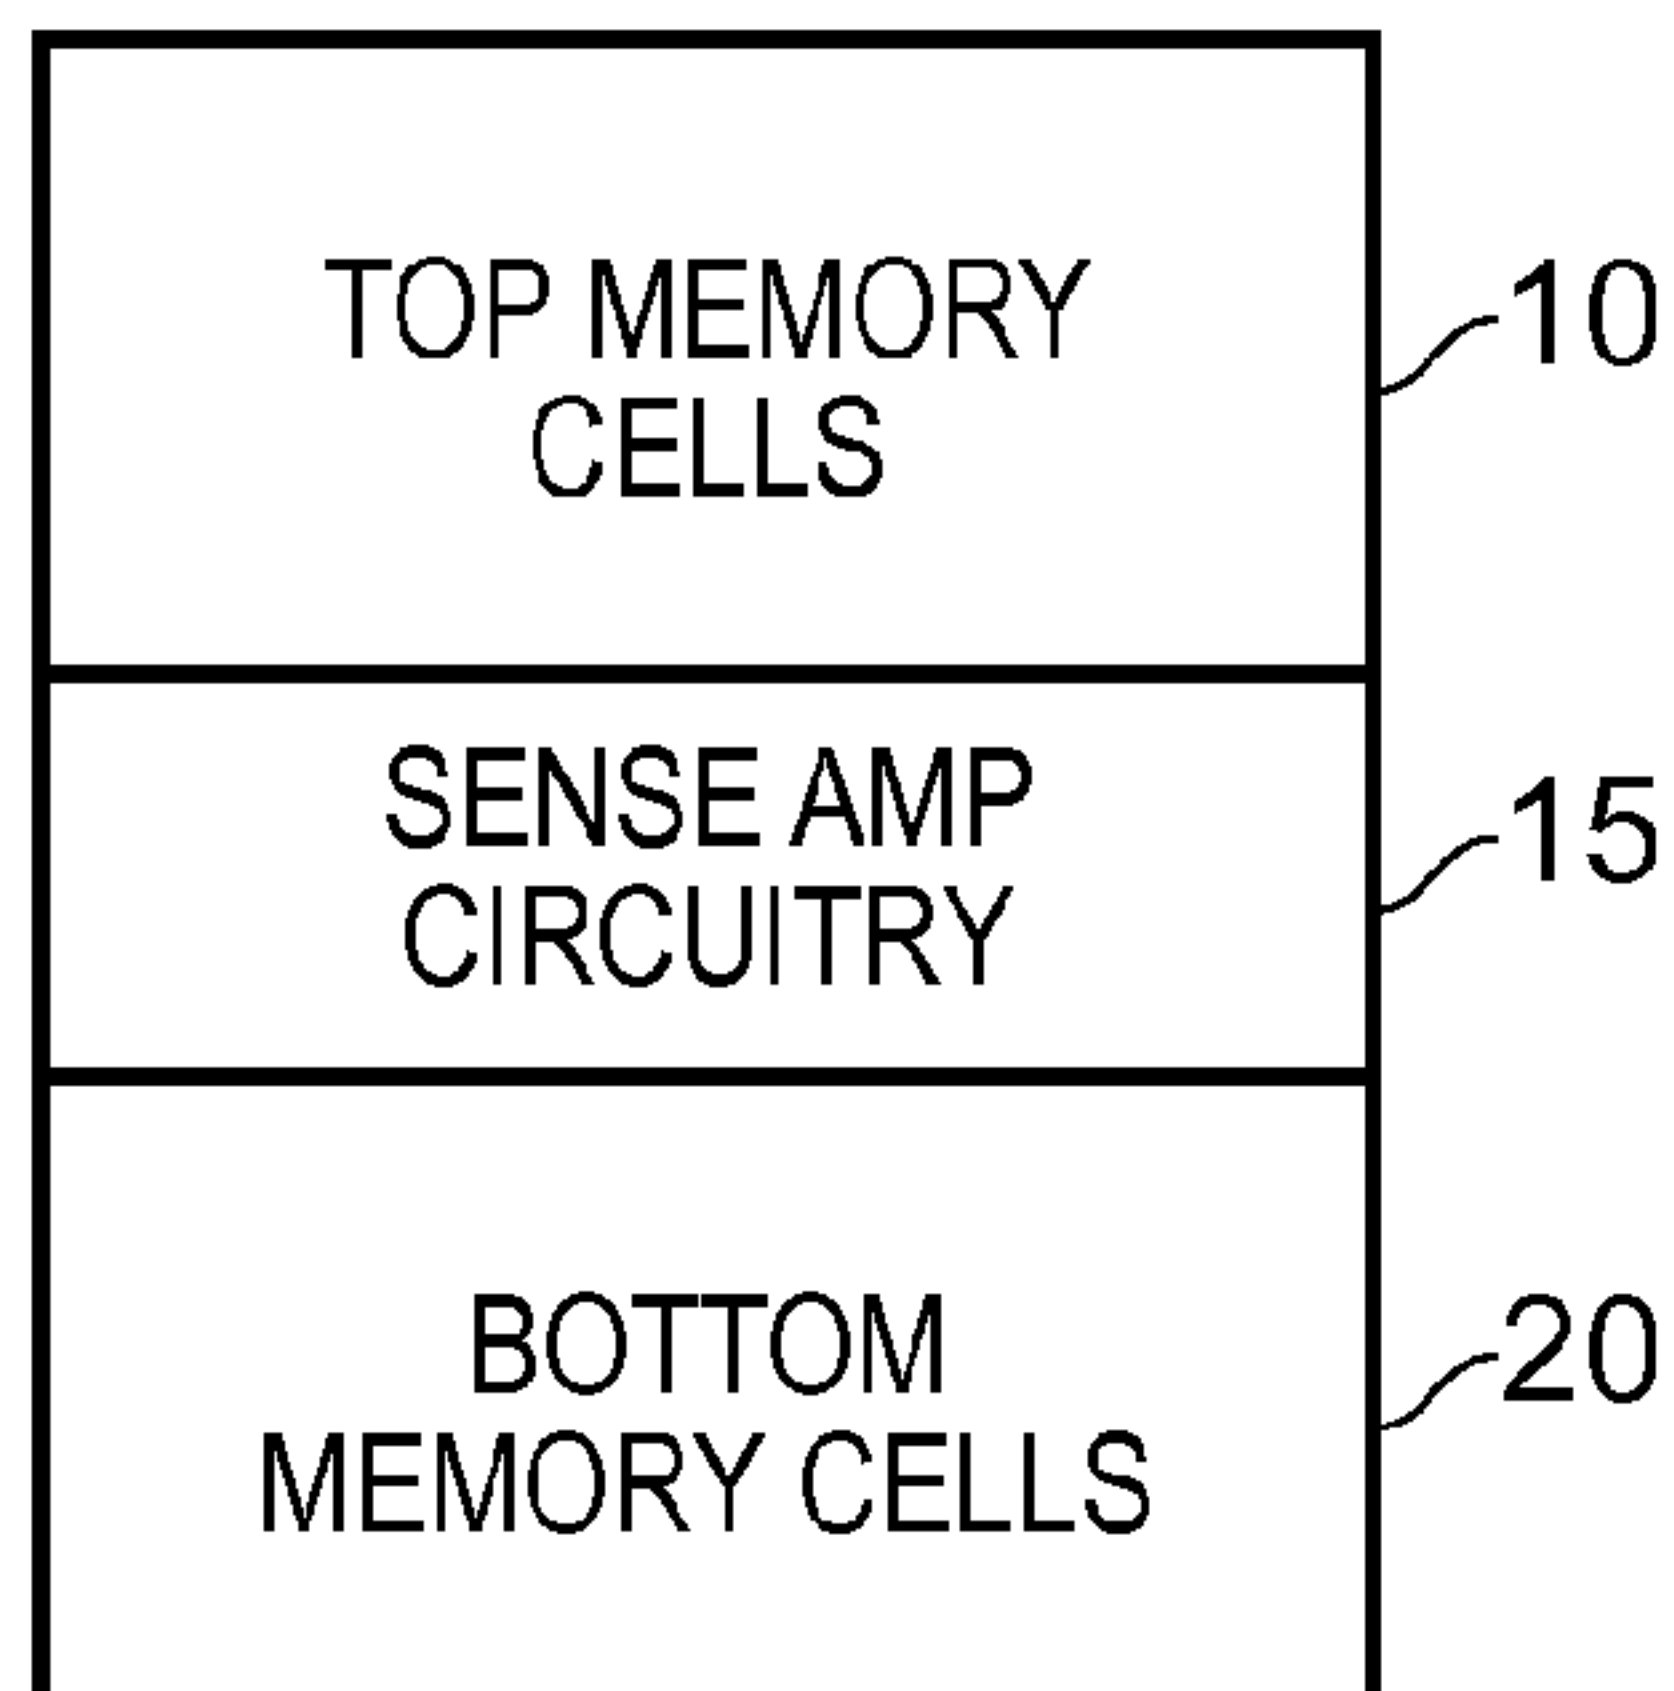 TOP MEMORY
CELLS
10
SENSE AMP
CIRCUITRY
15
BOTTOM
MEMORY CELLS
20